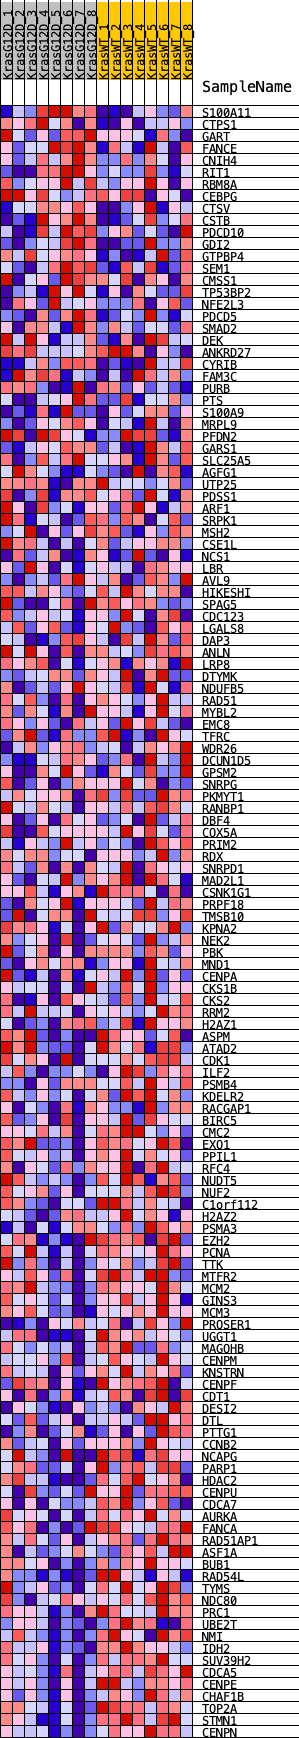 KrasG12D_1
KrasG12D_2
KrasG12D_3
KrasG12D_4
KrasG12D_5
KrasG12D_6
KrasG12D_7
KrasG12D_8
KrasWT_1
KrasWT_2
KrasWT_3
KrasWT_4
KrasWT_5
KrasWT_6
KrasWT_7
KrasWT_8
SampleName
S100A11
CTPS1
GART
FANCE
CNIH4
RIT1
RBM8A
CEBPG
CTSV
CSTB
PDCD10
GDI2
GTPBP4
SEM1
CMSS1
TP53BP2
NFE2L3
PDCD5
SMAD2
DEK
ANKRD27
CYRIB
FAM3C
PURB
PTS
S100A9
MRPL9
PFDN2
GARS1
SLC25A5
AGFG1
UTP25
PDSS1
ARF1
SRPK1
MSH2
CSE1L
NCS1
LBR
AVL9
HIKESHI
SPAG5
CDC123
LGALS8
DAP3
ANLN
LRP8
DTYMK
NDUFB5
RAD51
MYBL2
EMC8
TFRC
WDR26
DCUN1D5
GPSM2
SNRPG
PKMYT1
RANBP1
DBF4
COX5A
PRIM2
RDX
SNRPD1
MAD2L1
CSNK1G1
PRPF18
TMSB10
KPNA2
NEK2
PBK
MND1
CENPA
CKS1B
CKS2
RRM2
H2AZ1
ASPM
ATAD2
CDK1
ILF2
PSMB4
KDELR2
RACGAP1
BIRC5
CMC2
EXO1
PPIL1
RFC4
NUDT5
NUF2
C1orf112
H2AZ2
PSMA3
EZH2
PCNA
TTK
MTFR2
MCM2
GINS3
MCM3
PROSER1
UGGT1
MAGOHB
CENPM
KNSTRN
CENPF
CDT1
DESI2
DTL
PTTG1
CCNB2
NCAPG
PARP1
HDAC2
CENPU
CDCA7
AURKA
FANCA
RAD51AP1
ASF1A
BUB1
RAD54L
TYMS
NDC80
PRC1
UBE2T
NMI
IDH2
SUV39H2
CDCA5
CENPE
CHAF1B
TOP2A
STMN1
CENPN